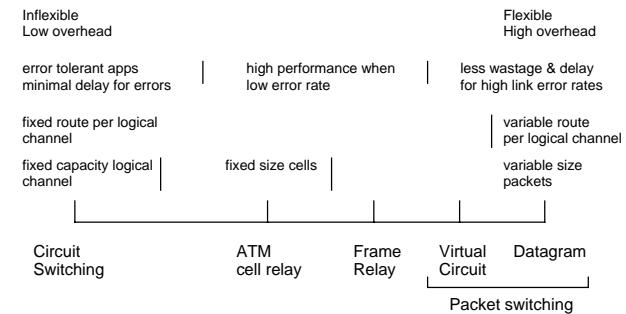 Inflexible Flexible
Low overhead High overhead
error tolerant apps high performance when less wastage & delay
minimal delay for errors low error rate for high link error rates
fixed route per logical variable route
channel per logical channel
fixed capacity logical fixed size cells variable size
channel packets
Circuit ATM Frame Virtual Datagram
Switching cell relay Relay Circuit
Packet switching